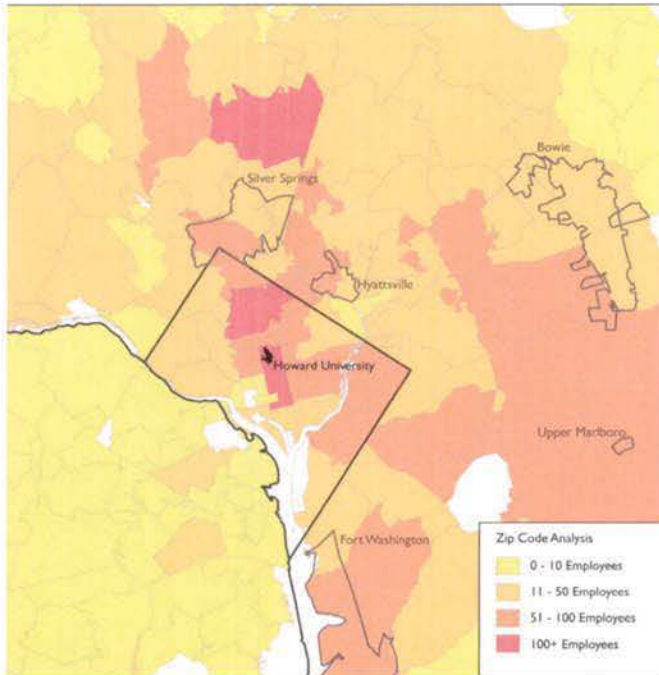 Bowie
Silver Springs
Hyattsville
Howard University
Upper Marlboro
Fort Washington
Zip Code Analysis
0 - 10 Employees
11 - 50 Employees
51 - 100 Employees
100+ Employees